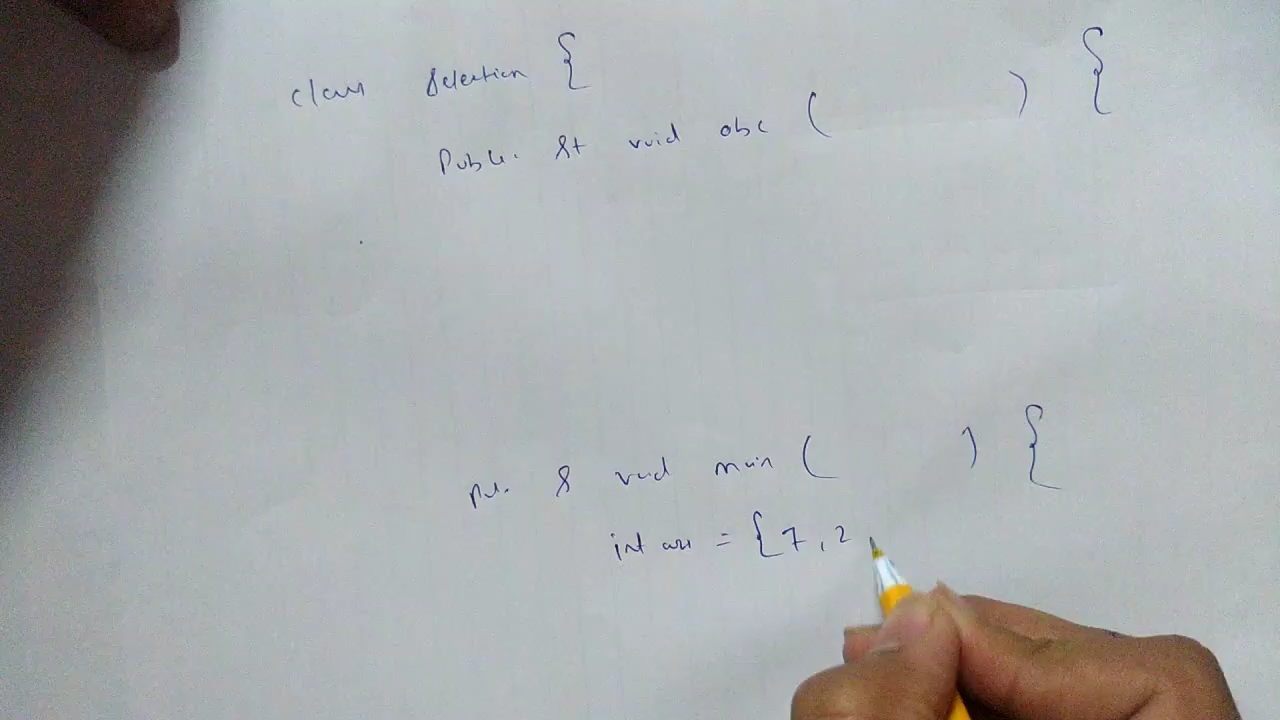 class Selection {
Public. St void abc ( ) {
Pu. S void main ( ) {
int arr = {7, 2